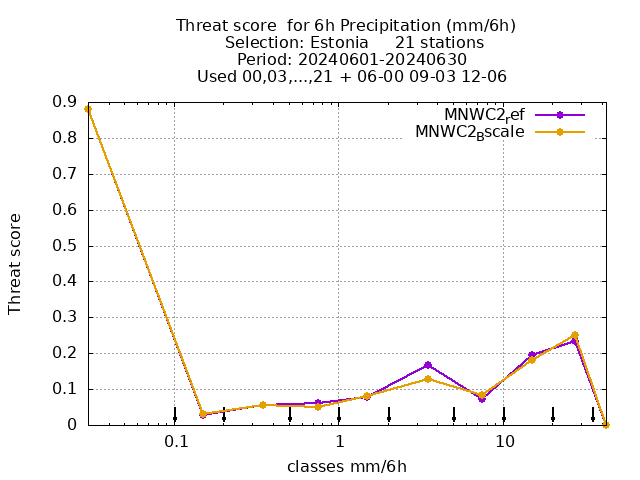 Threat score  for 6h Precipitation (mm/6h)
Selection: Estonia     21 stations
Period: 20240601-20240630
Used 00,03,...,21 + 06-00 09-03 12-06
MNWC2ref
MNWC2Bscale
0.9
0.8
0.7
0.6
0.5
0.4
0.3
0.2
0.1
0
Threat score
0.1 1 10
classes mm/6h